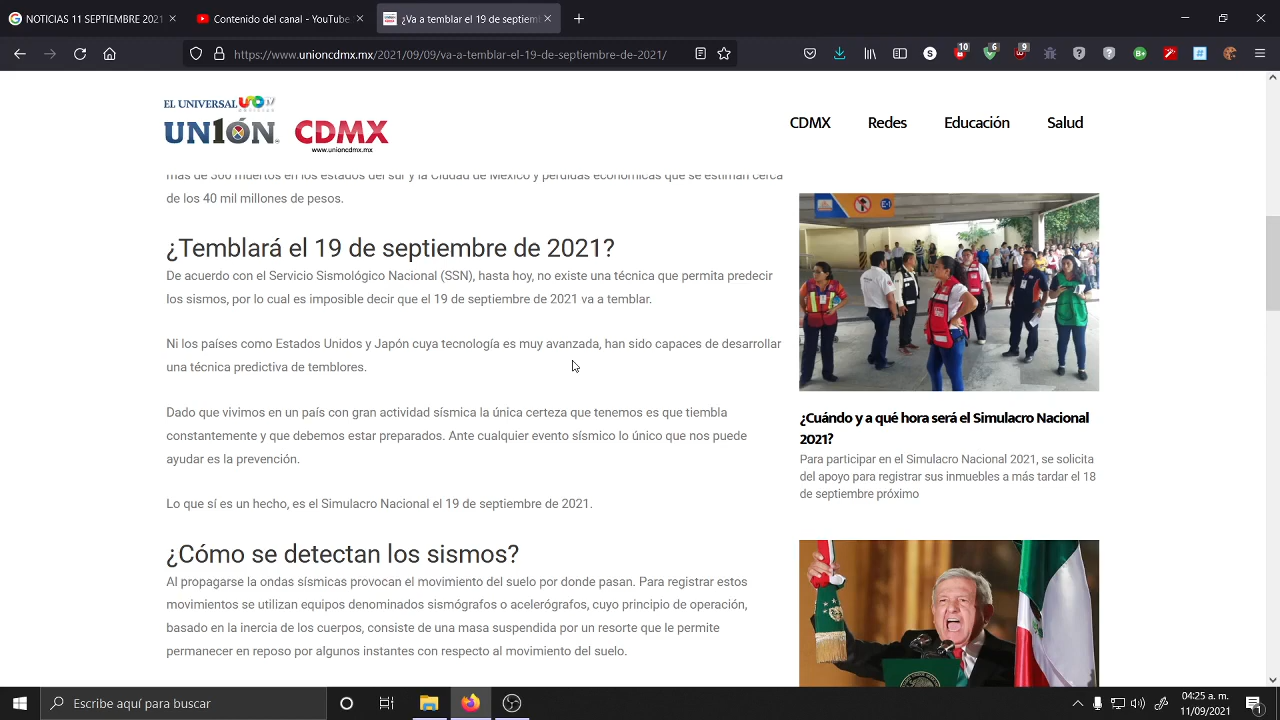 NOTICIAS 11 SEPTIEMBRE 2021
Contenido del canal - YouTube
¿Va a temblar el 19 de septiem
https://www.unioncdmx.mx/2021/09/09/va-a-temblar-el-19-de-septiembre-de-2021/
10
6
9
EL UNIVERSAL
UN1ÓN CDMX
www.unioncdmx.mx
CDMX
Redes
Educación
Salud
más de 300 muertos en los estados del sur y la Ciudad de México y pérdidas económicas que se estiman cerca
de los 40 mil millones de pesos.
¿Temblará el 19 de septiembre de 2021?
De acuerdo con el Servicio Sismológico Nacional (SSN), hasta hoy, no existe una técnica que permita predecir
los sismos, por lo cual es imposible decir que el 19 de septiembre de 2021 va a temblar.
Ni los países como Estados Unidos y Japón cuya tecnología es muy avanzada, han sido capaces de desarrollar
una técnica predictiva de temblores.
Dado que vivimos en un país con gran actividad sísmica la única certeza que tenemos es que tiembla
constantemente y que debemos estar preparados. Ante cualquier evento sísmico lo único que nos puede
ayudar es la prevención.
Lo que sí es un hecho, es el Simulacro Nacional el 19 de septiembre de 2021.
¿Cómo se detectan los sismos?
Al propagarse la ondas sísmicas provocan el movimiento del suelo por donde pasan. Para registrar estos
movimientos se utilizan equipos denominados sismógrafos o acelerógrafos, cuyo principio de operación,
basado en la inercia de los cuerpos, consiste de una masa suspendida por un resorte que le permite
permanecer en reposo por algunos instantes con respecto al movimiento del suelo.
E-1
¿Cuándo y a qué hora será el Simulacro Nacional
2021?
Para participar en el Simulacro Nacional 2021, se solicita
del apoyo para registrar sus inmuebles a más tardar el 18
de septiembre próximo
Escribe aquí para buscar
04:25 a. m.
11/09/2021